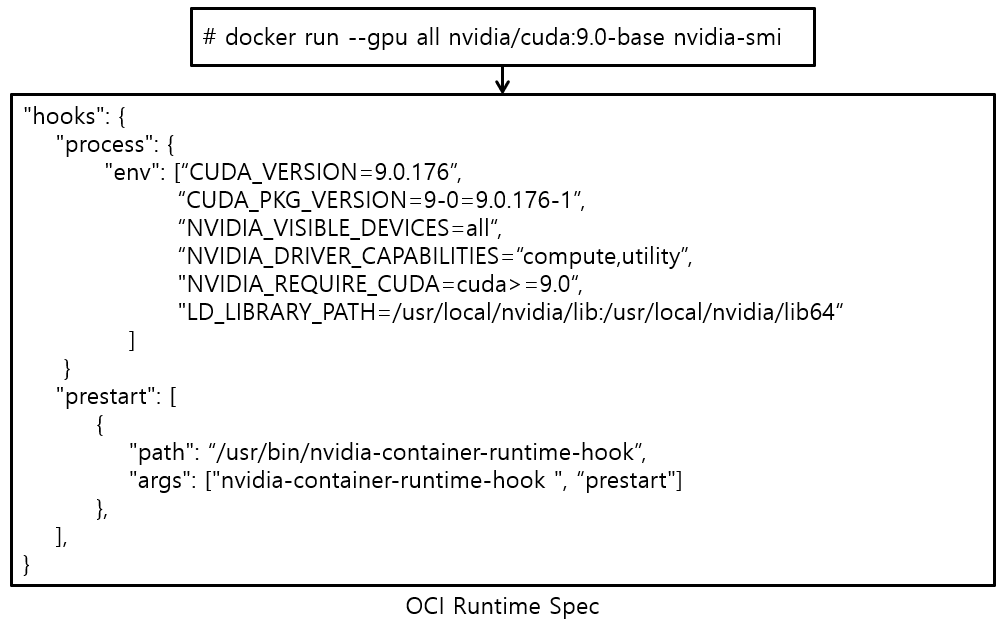 # docker run --gpu all nvidia/cuda:9.0-base nvidia-smi
"hooks": {
"process": {
"env": [“CUDA_VERSION=9.0.176”,
“CUDA_PKG_VERSION=9-0=9.0.176-1”,
“NVIDIA_VISIBLE_DEVICES=all“,
“NVIDIA_DRIVER_CAPABILITIES=“compute,utility”,
"NVIDIA_REQUIRE_CUDA=cuda>=9.0“,
"LD_LIBRARY_PATH=/usr/local/nvidia/lib:/usr/local/nvidia/lib64“
]
}
"prestart": [
{
"path": “/usr/bin/nvidia-container-runtime-hook”,
"args": ["nvidia-container-runtime-hook ", “prestart"]
},
],
}
OCI Runtime Spec